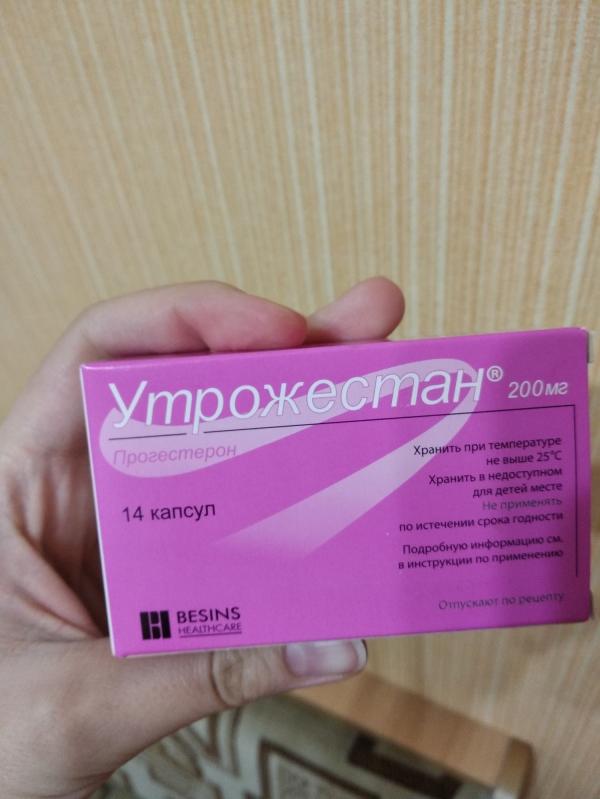 Утрожестан® 200мг
Прогестерон
14 капсул
Хранить при температуре
не выше 25°C
Хранить в недоступном
для детей месте
Не применять
по истечении срока годности
Подробную информацию см.
в инструкции по применению
BESINS
HEALTHCARE
Отпускают по рецепту